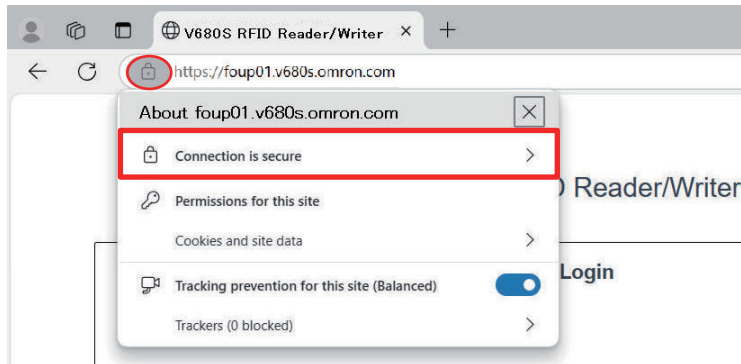 V680S RFID Reader/Writer
https://foup01.v680s.omron.com
About foup01.v680s.omron.com
Connection is secure
Permissions for this site
Cookies and site data
Tracking prevention for this site (Balanced)
Trackers (0 blocked)
Reader/Writer
Login